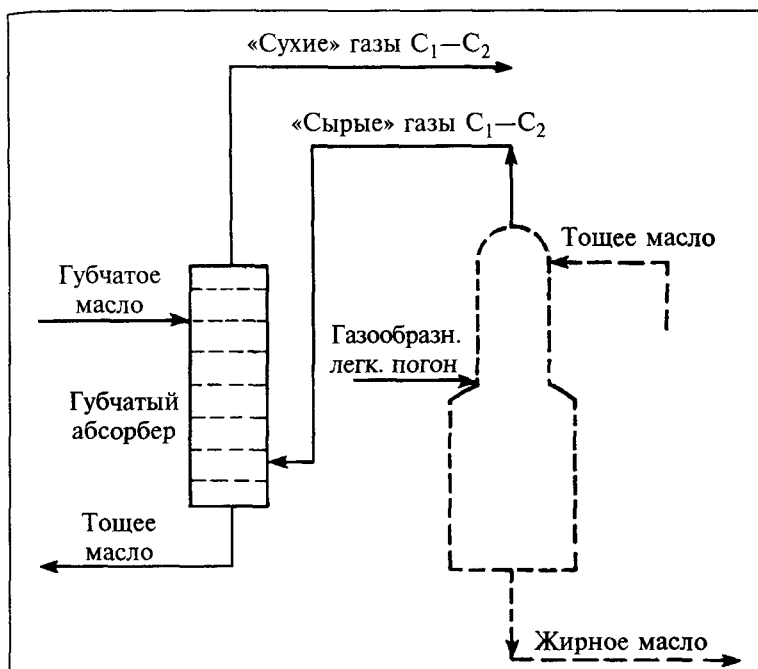 «Сухие» газы C₁—C₂
«Сырые» газы C₁—C₂
Тощее масло
Губчатое
масло
Газообразн.
легк. погон
Губчатый
абсорбер
Тощее
масло
Жирное масло